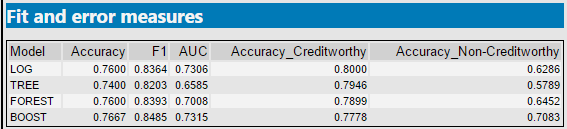 Fit and error measures
Model Accuracy F1 AUC Accuracy_Creditworthy Accuracy_Non-Creditworthy
LOG 0.7600 0.8364 0.7306 0.8000 0.6286
TREE 0.7400 0.8203 0.6585 0.7946 0.5789
FOREST 0.7600 0.8393 0.7008 0.7899 0.6452
BOOST 0.7667 0.8485 0.7315 0.7778 0.7083